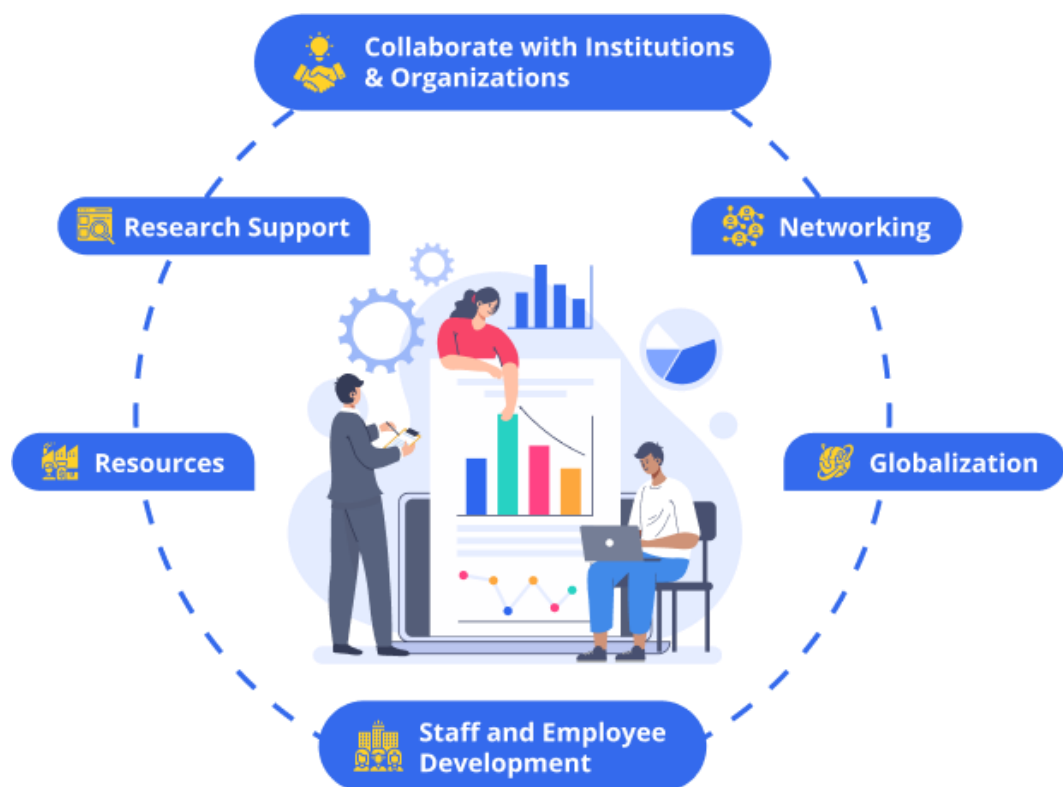 Collaborate with Institutions
& Organizations
Research Support
Networking
Resources
Globalization
Staff and Employee
Development